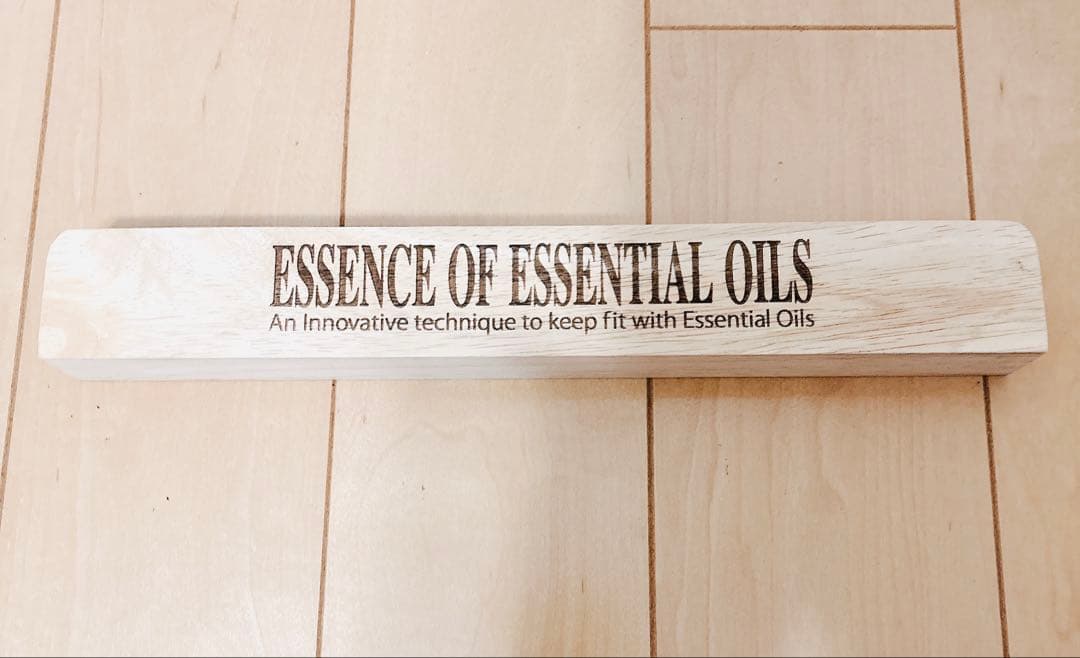 ESSENCE OF ESSENTIAL OILS
An Innovative technique to keep fit with Essential Oils